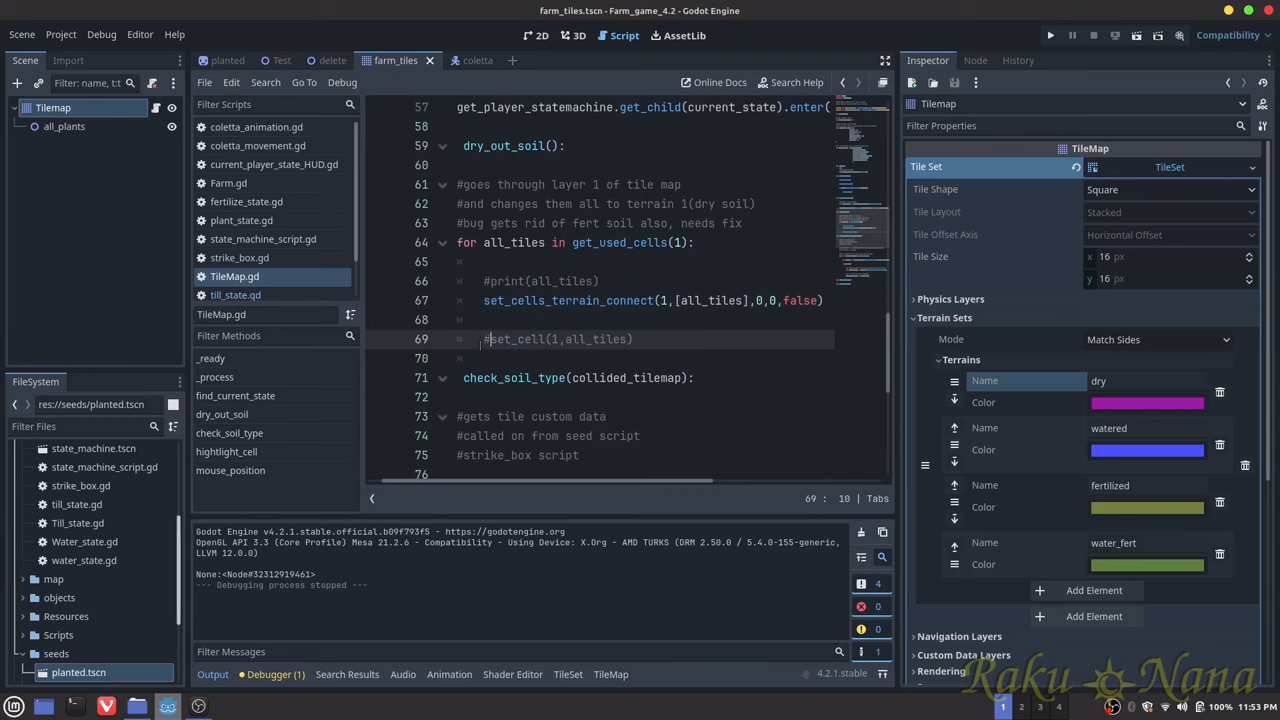 farm_tiles.tscn - Farm_game_4.2 - Godot Engine
Scene Project Debug Editor Help
2D 3D Script AssetLib
Compatibility
Scene Import
planted Test delete farm_tiles coletta
Inspector Node History
Filter: name, t:t
File Edit Search Go To Debug
Online Docs Search Help
Tilemap
all_plants
Filter Scripts
coletta_animation.gd
coletta_movement.gd
current_player_state_HUD.gd
Farm.gd
fertilize_state.gd
plant_state.gd
state_machine_script.gd
strike_box.gd
TileMap.gd
till_state.gd
TileMap.gd
Filter Methods
_ready
_process
find_current_state
dry_out_soil
check_soil_type
hightlight_cell
mouse_position
57 get_player_statemachine.get_child(current_state).enter(
58
59 dry_out_soil():
60
61 #goes through layer 1 of tile map
62 #and changes them all to terrain 1(dry soil)
63 #bug gets rid of fert soil also, needs fix
64 for all_tiles in get_used_cells(1):
65
66 #print(all_tiles)
67 set_cells_terrain_connect(1,[all_tiles],0,0,false)
68
69 #set_cell(1,all_tiles)
70
71 check_soil_type(collided_tilemap):
72
73 #gets tile custom data
74 #called on from seed script
75 #strike_box script
76
69 : 10 | Tabs
FileSystem
res://seeds/planted.tscn
Filter Files
state_machine.tscn
state_machine_script.gd
strike_box.gd
till_state.gd
Till_state.gd
Water_state.gd
water_state.gd
map
objects
Resources
Scripts
seeds
planted.tscn
Godot Engine v4.2.1.stable.official.b09f793f5 - https://godotengine.org
OpenGL API 3.3 (Core Profile) Mesa 21.2.6 - Compatibility - Using Device: X.Org - AMD TURKS (DRM 2.50.0 / 5.4.0-155-generic,
LLVM 12.0.0)
None:<Node#32312919461>
--- Debugging process stopped ---
4
0
0
1
Filter Messages
Output Debugger (1) Search Results Audio Animation Shader Editor TileSet TileMap
4.2.1.stable
Tilemap
Filter Properties
TileMap
Tile Set TileSet
Tile Shape Square
Tile Layout Stacked
Tile Offset Axis Horizontal Offset
Tile Size x 16 px
y 16 px
Physics Layers
Terrain Sets
Mode Match Sides
Terrains
Name dry
Color
Name watered
Color
Name fertilized
Color
Name water_fert
Color
Add Element
Add Element
Navigation Layers
Custom Data Layers
Rendering
Raku Nana
1 2 3 4
100% 11:53 PM